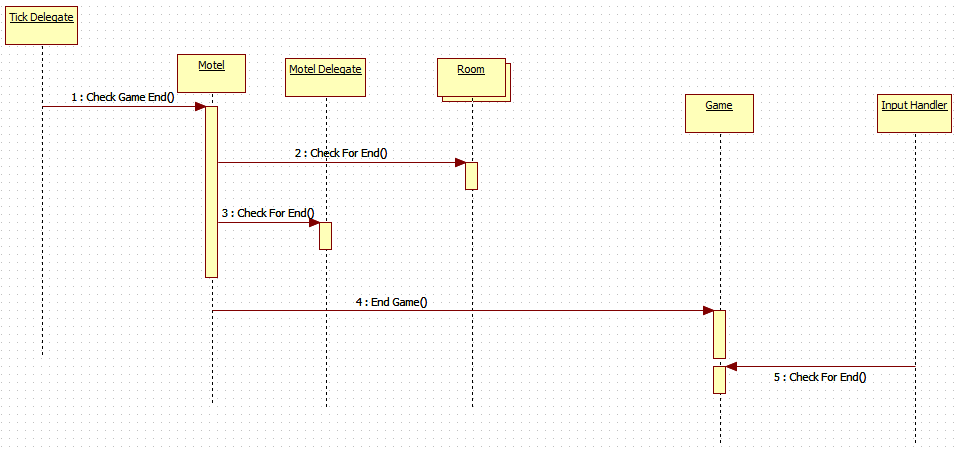 Tick Delegate
Motel
Motel Delegate
Room
Game
Input Handler
1 : Check Game End()
2 : Check For End()
3 : Check For End()
4 : End Game()
5 : Check For End()